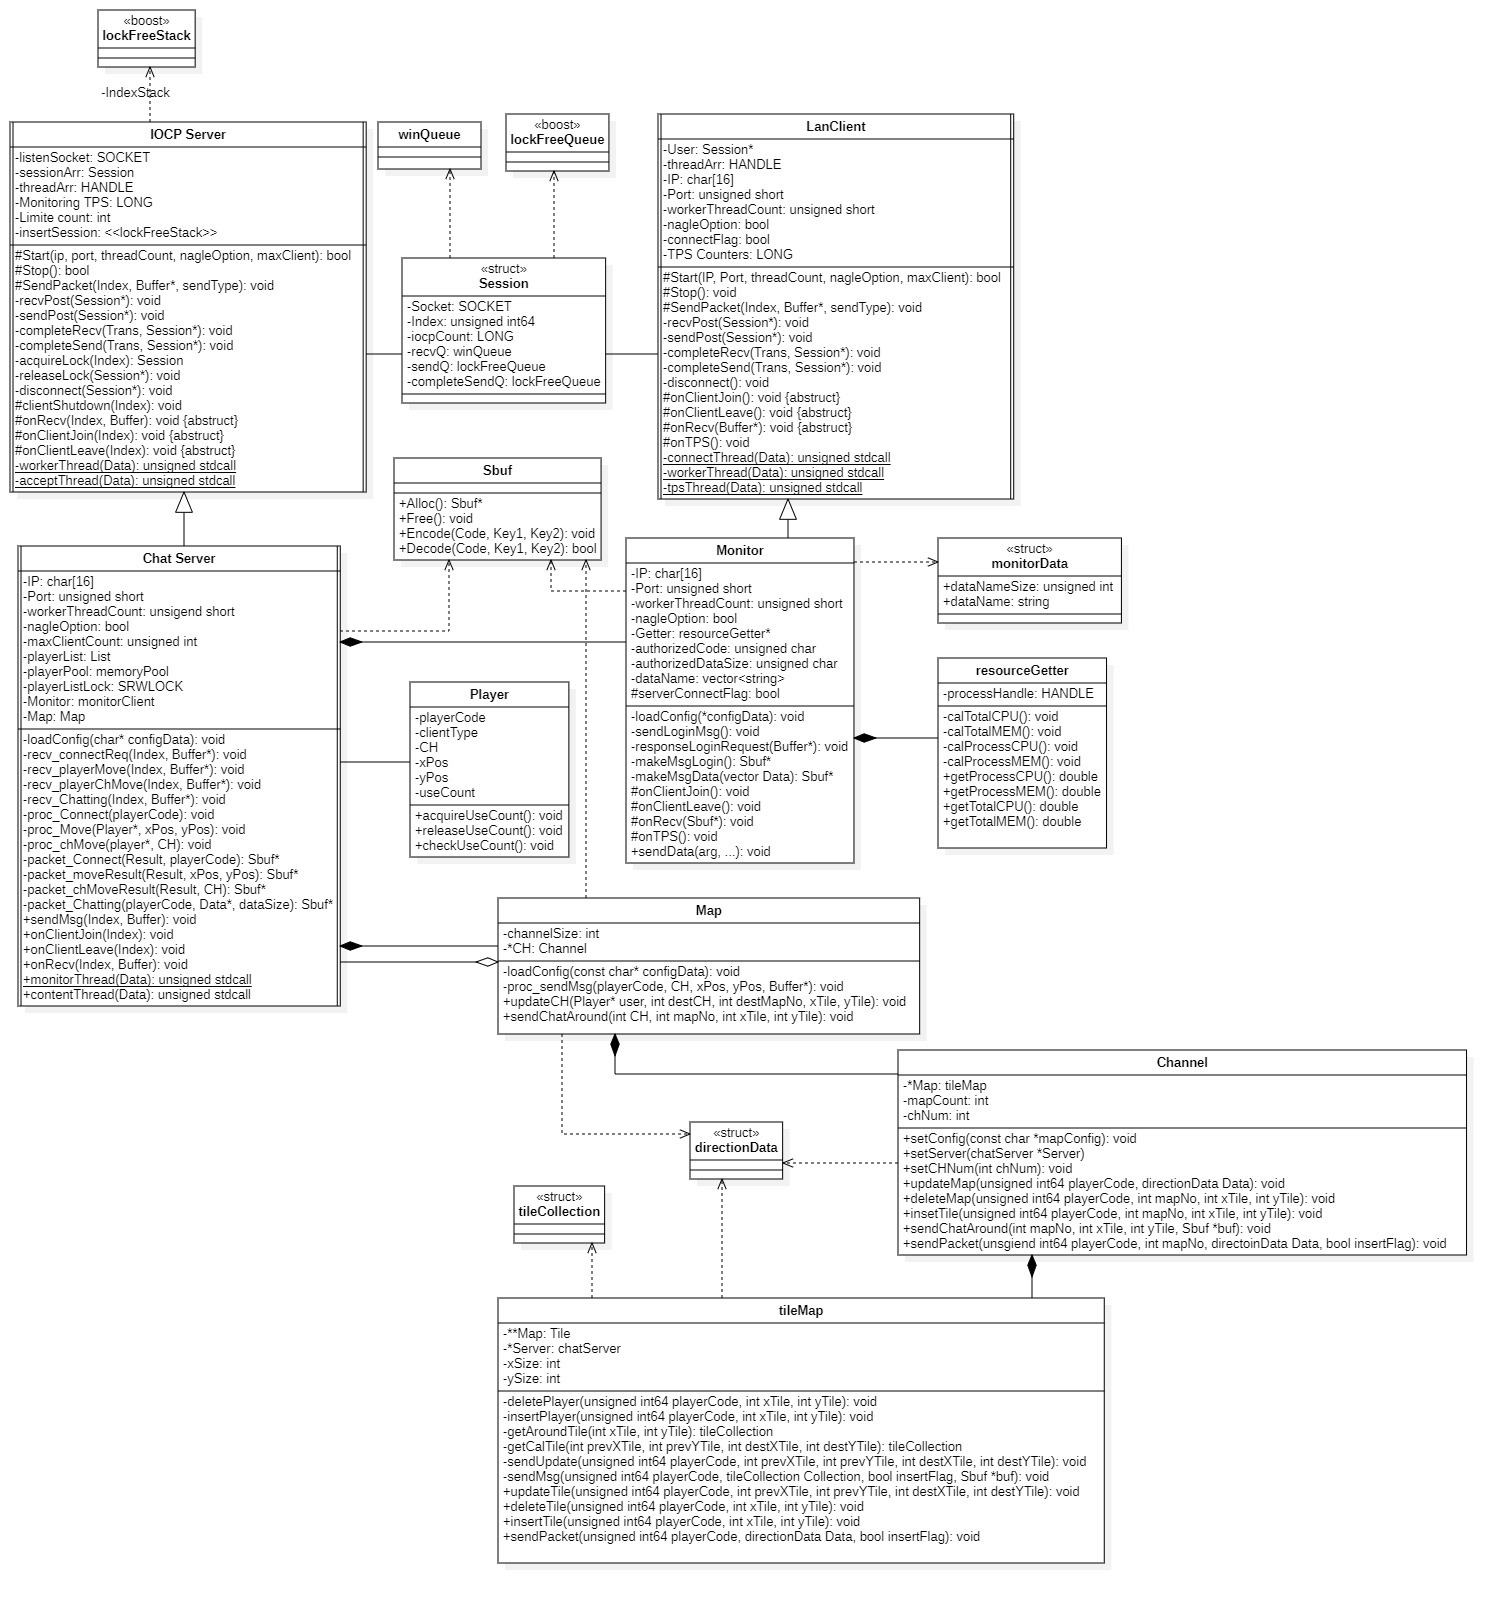 «boost»
lockFreeStack
-IndexStack
IOCP Server
-listenSocket: SOCKET
-sessionArr: Session
-threadArr: HANDLE
-Monitoring TPS: LONG
-Limite count: int
-insertSession: <<lockFreeStack>>
#Start(ip, port, threadCount, nagleOption, maxClient): bool
#Stop(): bool
#SendPacket(Index, Buffer*, sendType): void
-recvPost(Session*): void
-sendPost(Session*): void
-completeRecv(Trans, Session*): void
-completeSend(Trans, Session*): void
-acquireLock(Index): Session
-releaseLock(Session*): void
-disconnect(Session*): void
#clientShutdown(Index): void
#onRecv(Index, Buffer): void {abstruct}
#onClientJoin(Index): void {abstruct}
#onClientLeave(Index): void {abstruct}
-workerThread(Data): unsigned stdcall
-acceptThread(Data): unsigned stdcall
winQueue
«boost»
lockFreeQueue
«struct»
Session
-Socket: SOCKET
-Index: unsigned int64
-iocpCount: LONG
-recvQ: winQueue
-sendQ: lockFreeQueue
-completeSendQ: lockFreeQueue
LanClient
-User: Session*
-threadArr: HANDLE
-IP: char[16]
-Port: unsigned short
-workerThreadCount: unsigned short
-nagleOption: bool
-connectFlag: bool
-TPS Counters: LONG
#Start(IP, Port, threadCount, nagleOption, maxClient): bool
#Stop(): void
#SendPacket(Index, Buffer*, sendType): void
-recvPost(Session*): void
-sendPost(Session*): void
-completeRecv(Trans, Session*): void
-completeSend(Trans, Session*): void
-disconnect(): void
#onClientJoin(): void {abstruct}
#onClientLeave(): void {abstruct}
#onRecv(Buffer*): void {abstruct}
#onTPS(): void
-connectThread(Data): unsigned stdcall
-workerThread(Data): unsigned stdcall
-tpsThread(Data): unsigned stdcall
Sbuf
+Alloc(): Sbuf*
+Free(): void
+Encode(Code, Key1, Key2): void
+Decode(Code, Key1, Key2): bool
Chat Server
-IP: char[16]
-Port: unsigned short
-workerThreadCount: unsigend short
-nagleOption: bool
-maxClientCount: unsigned int
-playerList: List
-playerPool: memoryPool
-playerListLock: SRWLOCK
-Monitor: monitorClient
-Map: Map
-loadConfig(char* configData): void
-recv_connectReq(Index, Buffer*): void
-recv_playerMove(Index, Buffer*): void
-recv_playerChMove(Index, Buffer*): void
-recv_Chatting(Index, Buffer*): void
-proc_Connect(playerCode): void
-proc_Move(Player*, xPos, yPos): void
-proc_chMove(player*, CH): void
-packet_Connect(Result, playerCode): Sbuf*
-packet_moveResult(Result, xPos, yPos): Sbuf*
-packet_chMoveResult(Result, CH): Sbuf*
-packet_Chatting(playerCode, Data*, dataSize): Sbuf*
+sendMsg(Index, Buffer): void
+onClientJoin(Index): void
+onClientLeave(Index): void
+onRecv(Index, Buffer): void
+monitorThread(Data): unsigned stdcall
+contentThread(Data): unsigned stdcall
Player
-playerCode
-clientType
-CH
-xPos
-yPos
-useCount
+acquireUseCount(): void
+releaseUseCount(): void
+checkUseCount(): void
Monitor
-IP: char[16]
-Port: unsigned short
-workerThreadCount: unsigned short
-nagleOption: bool
-Getter: resourceGetter*
-authorizedCode: unsigned char
-authorizedDataSize: unsigned char
-dataName: vector<string>
#serverConnectFlag: bool
-loadConfig(*configData): void
-sendLoginMsg(): void
-responseLoginRequest(Buffer*): void
-makeMsgLogin(): Sbuf*
-makeMsgData(vector Data): Sbuf*
#onClientJoin(): void
#onClientLeave(): void
#onRecv(Sbuf*): void
#onTPS(): void
+sendData(arg, ...): void
«struct»
monitorData
+dataNameSize: unsigned int
+dataName: string
resourceGetter
-processHandle: HANDLE
-calTotalCPU(): void
-calTotalMEM(): void
-calProcessCPU(): void
-calProcessMEM(): void
+getProcessCPU(): double
+getProcessMEM(): double
+getTotalCPU(): double
+getTotalMEM(): double
Map
-channelSize: int
-*CH: Channel
-loadConfig(const char* configData): void
-proc_sendMsg(playerCode, CH, xPos, yPos, Buffer*): void
+updateCH(Player* user, int destCH, int destMapNo, xTile, yTile): void
+sendChatAround(int CH, int mapNo, int xTile, int yTile): void
Channel
-*Map: tileMap
-mapCount: int
-chNum: int
+setConfig(const char *mapConfig): void
+setServer(chatServer *Server)
+setCHNum(int chNum): void
+updateMap(unsigned int64 playerCode, directionData Data): void
+deleteMap(unsigned int64 playerCode, int mapNo, int xTile, int yTile): void
+insetTile(unsigned int64 playerCode, int mapNo, int xTile, int yTile): void
+sendChatAround(int mapNo, int xTile, int yTile, Sbuf *buf): void
+sendPacket(unsgiend int64 playerCode, int mapNo, directoinData Data, bool insertFlag): void
«struct»
directionData
«struct»
tileCollection
tileMap
-**Map: Tile
-*Server: chatServer
-xSize: int
-ySize: int
-deletePlayer(unsigned int64 playerCode, int xTile, int yTile): void
-insertPlayer(unsigned int64 playerCode, int xTile, int yTile): void
-getAroundTile(int xTile, int yTile): tileCollection
-getCalTile(int prevXTile, int prevYTile, int destXTile, int destYTile): tileCollection
-sendUpdate(unsigned int64 playerCode, int prevXTile, int prevYTile, int destXTile, int destYTile): void
-sendMsg(unsigned int64 playerCode, tileCollection Collection, bool insertFlag, Sbuf *buf): void
+updateTile(unsigned int64 playerCode, int prevXTile, int prevYTile, int destXTile, int destYTile): void
+deleteTile(unsigned int64 playerCode, int xTile, int yTile): void
+insertTile(unsigned int64 playerCode, int xTile, int yTile): void
+sendPacket(unsigned int64 playerCode, directionData Data, bool insertFlag): void